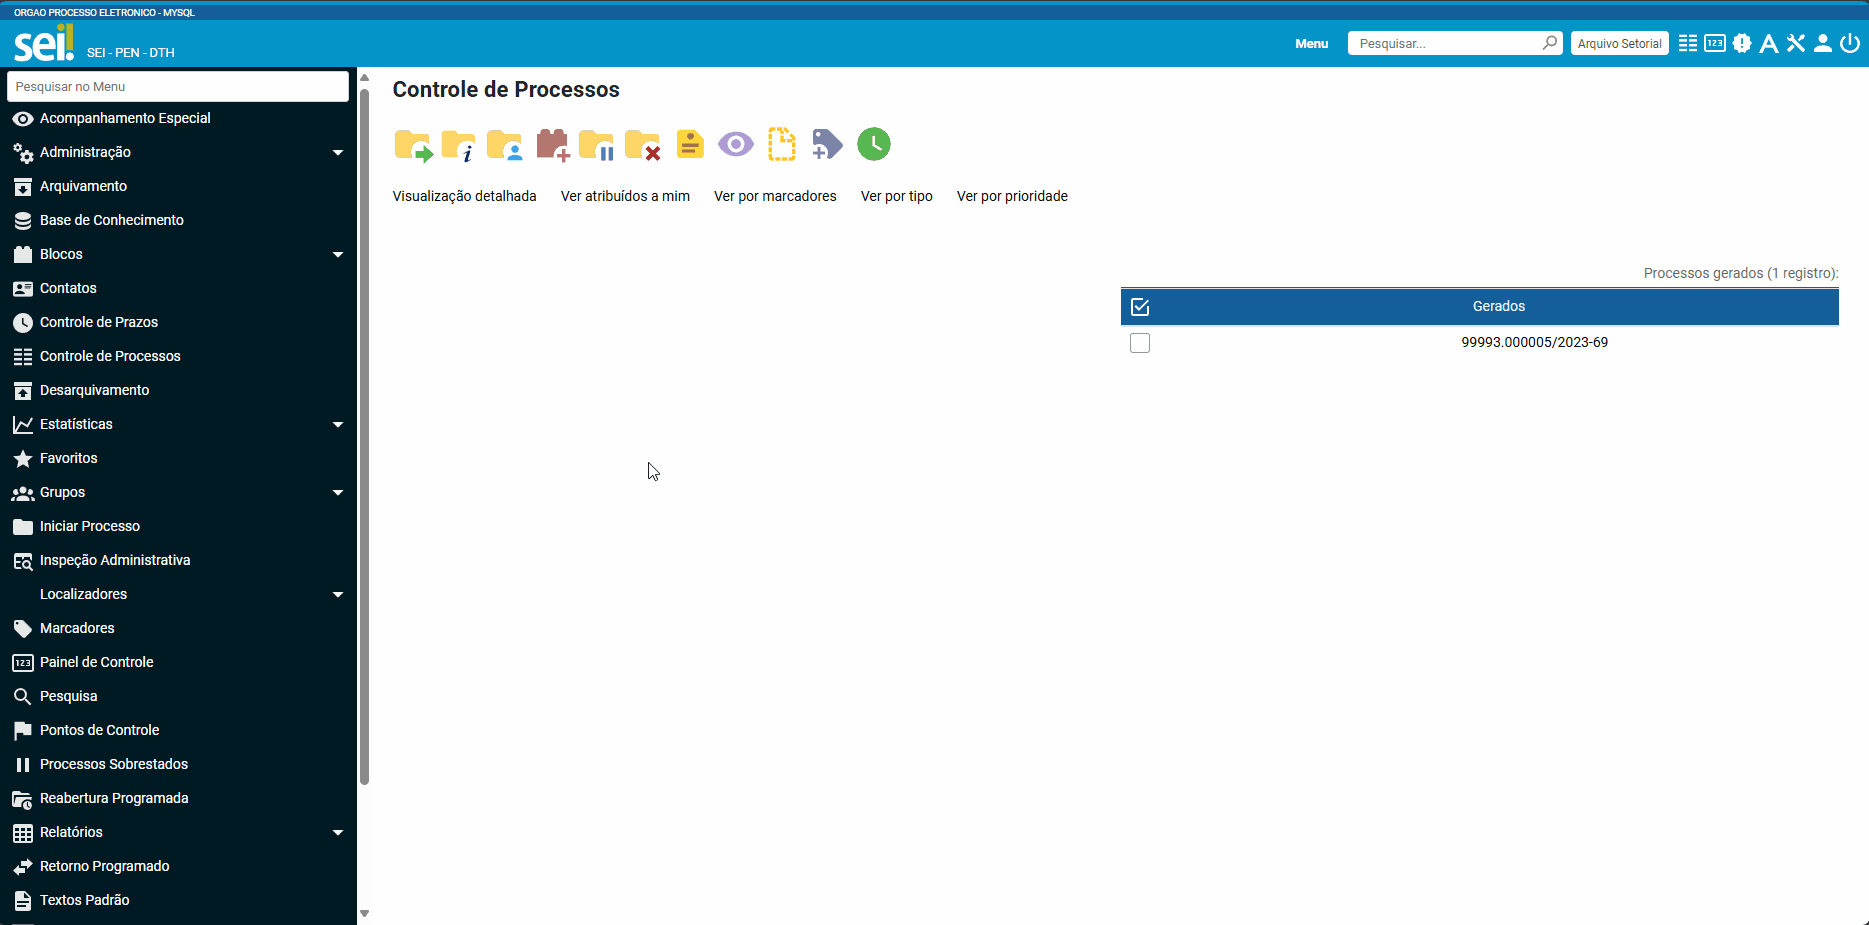 ORGAO PROCESSO ELETRONICO - MYSQL
sei!
SEI - PEN - DTH
Menu
Pesquisar...
Arquivo Setorial
123
Pesquisar no Menu
Acompanhamento Especial
Administração
Arquivamento
Base de Conhecimento
Blocos
Contatos
Controle de Prazos
Controle de Processos
Desarquivamento
Estatísticas
Favoritos
Grupos
Iniciar Processo
Inspeção Administrativa
Localizadores
Marcadores
123 Painel de Controle
Pesquisa
Pontos de Controle
Processos Sobrestados
Reabertura Programada
Relatórios
Retorno Programado
Textos Padrão
Controle de Processos
Visualização detalhada Ver atribuídos a mim Ver por marcadores Ver por tipo Ver por prioridade
Processos gerados (1 registro):
Gerados
99993.000005/2023-69